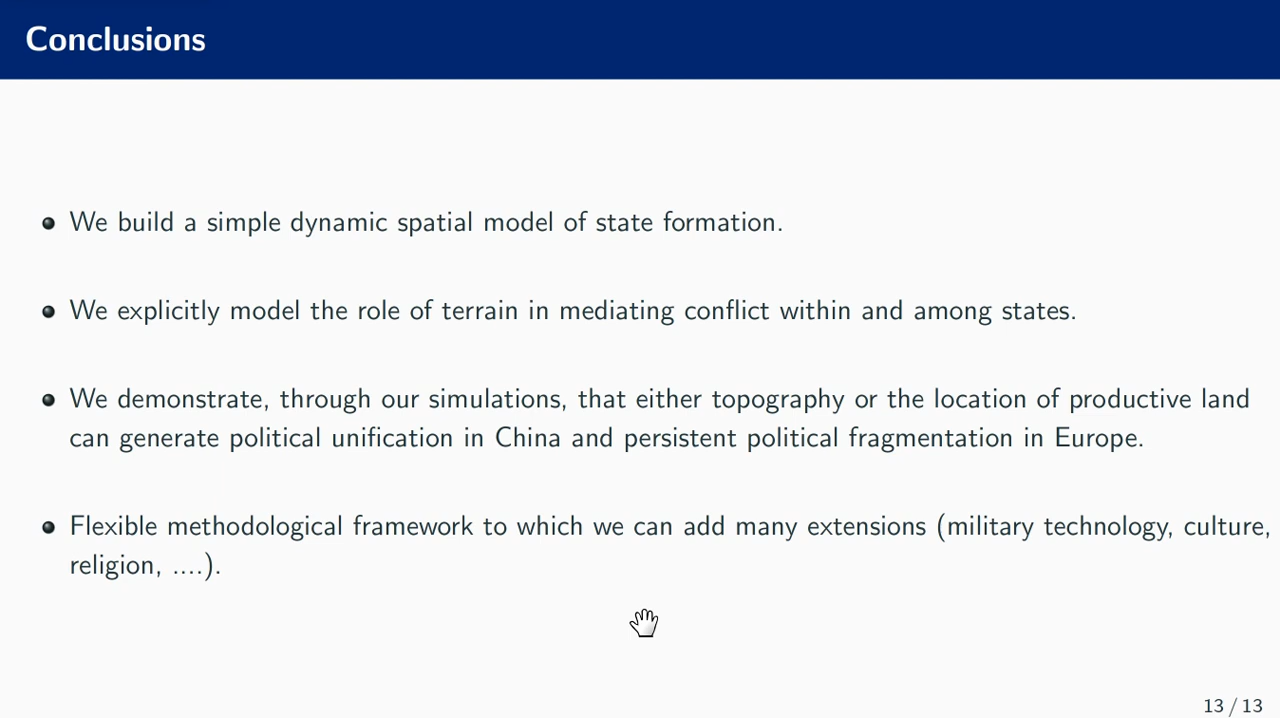 Conclusions
We build a simple dynamic spatial model of state formation.
We explicitly model the role of terrain in mediating conflict within and among states.
We demonstrate, through our simulations, that either topography or the location of productive land
can generate political unification in China and persistent political fragmentation in Europe.
Flexible methodological framework to which we can add many extensions (military technology, culture,
religion, ....).
13 / 13